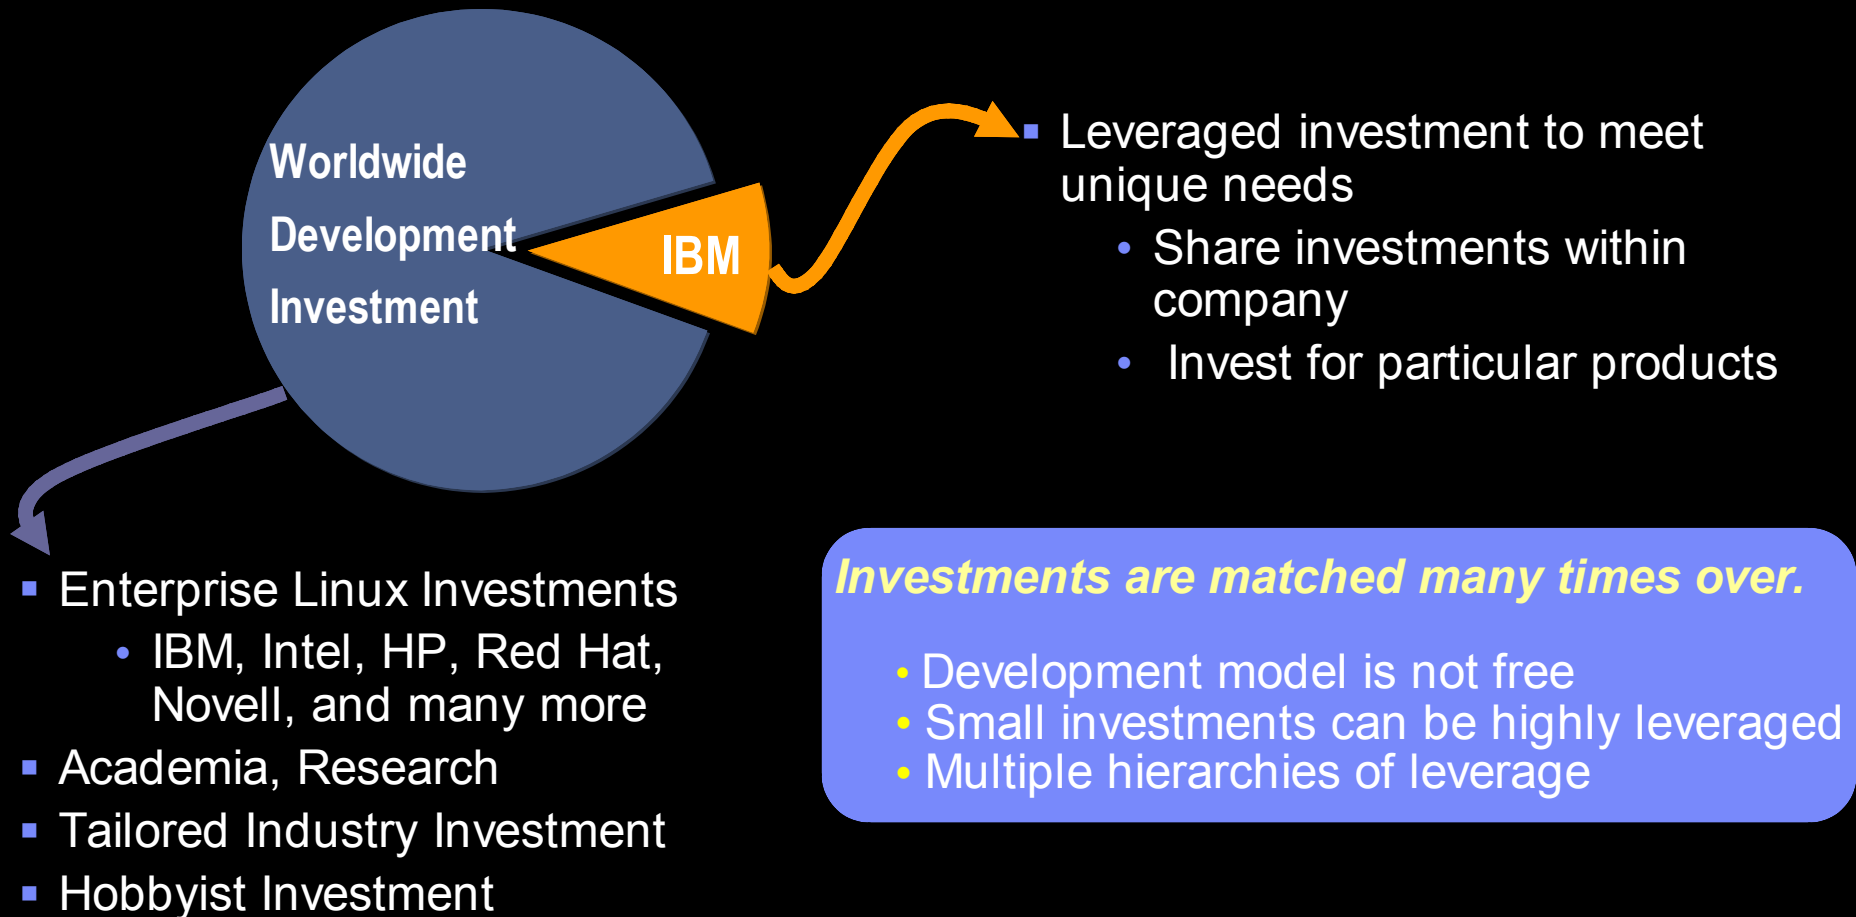 Worldwide
Development
Investment
IBM
Leveraged investment to meet
unique needs
• Share investments within
company
• Invest for particular products
Enterprise Linux Investments
• IBM, Intel, HP, Red Hat,
Novell, and many more
Academia, Research
Tailored Industry Investment
Hobbyist Investment
Investments are matched many times over.
• Development model is not free
• Small investments can be highly leveraged
• Multiple hierarchies of leverage